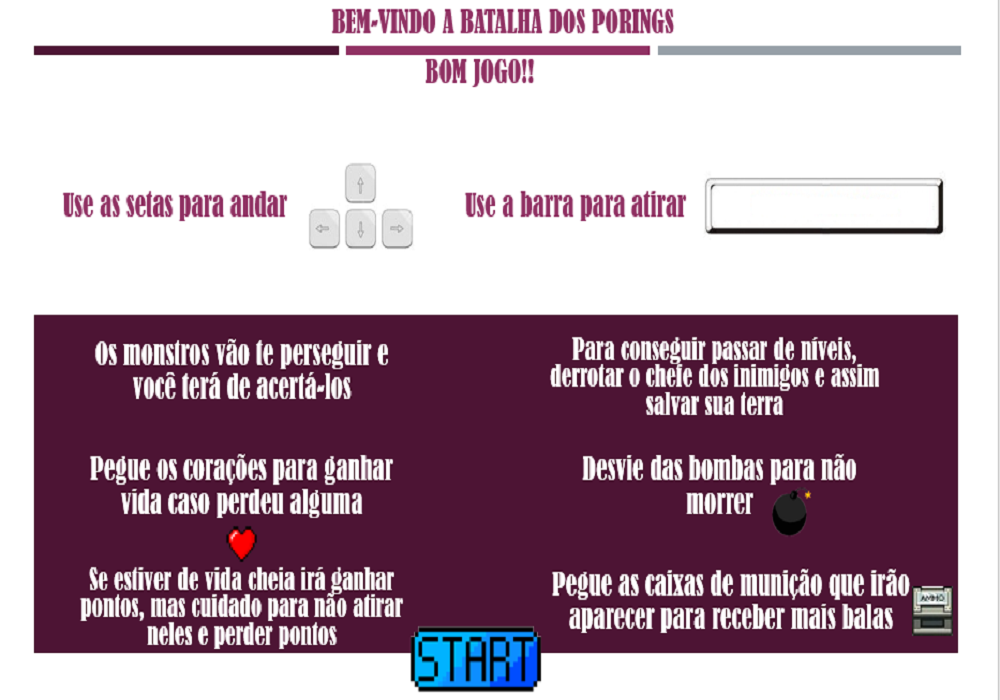 BEM-VINDO A BATALHA DOS PORINGS
BOM JOGO!!
Use as setas para andar
Use a barra para atirar
Os monstros vão te perseguir e
você terá de acertá-los
Para conseguir passar de níveis,
derrotar o chefe dos inimigos e assim
salvar sua terra
Pegue os corações para ganhar
vida caso perdeu alguma
Desvie das bombas para não
morrer
Se estiver de vida cheia irá ganhar
pontos, mas cuidado para não atirar
neles e perder pontos
Pegue as caixas de munição que irão
aparecer para receber mais balas
AMMO
START